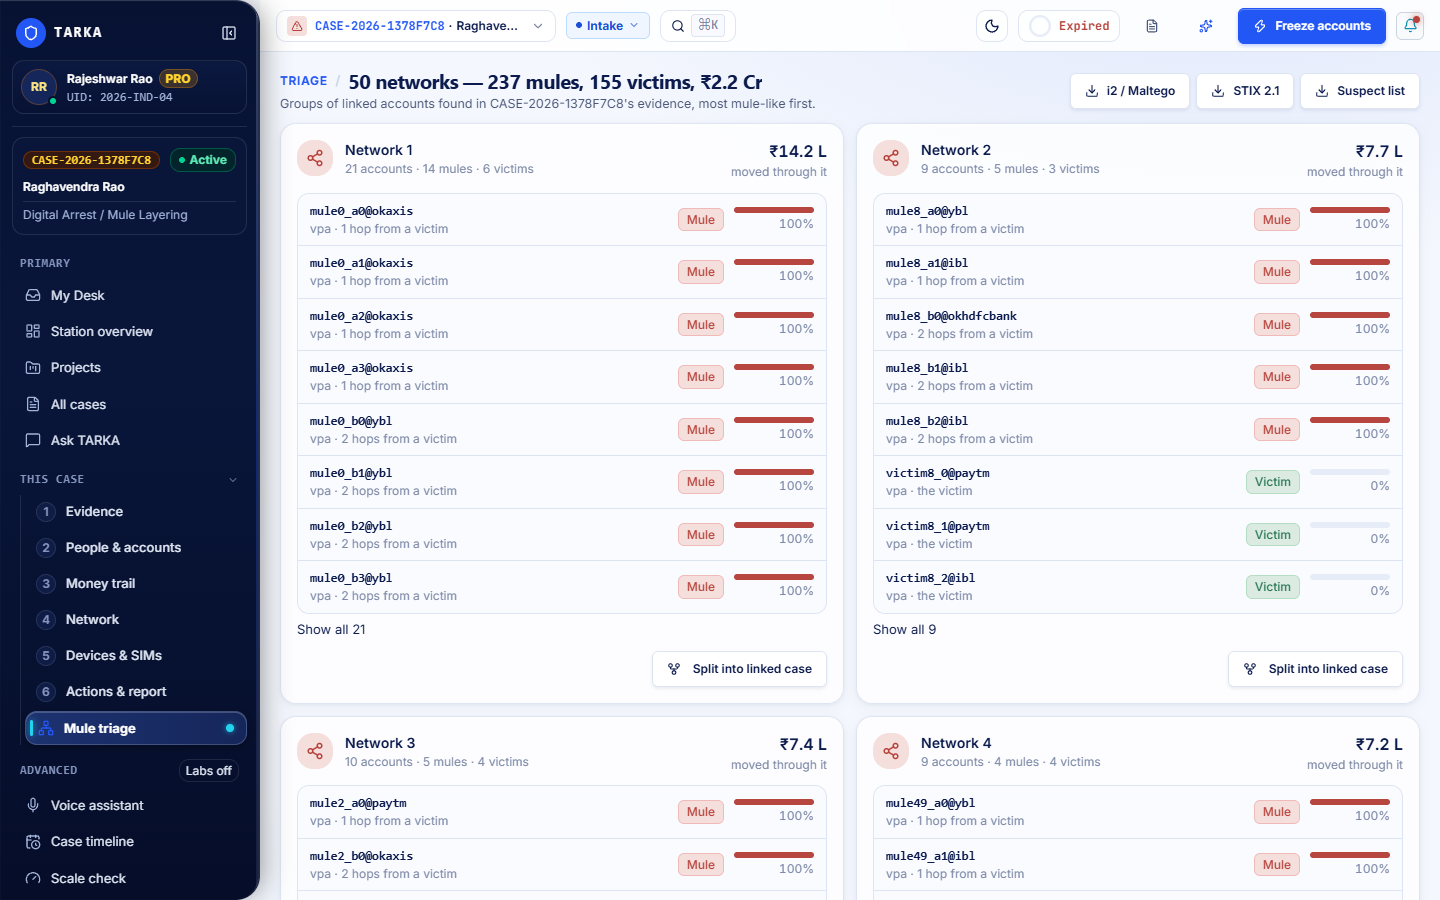 TARKA
RR
Rajeshwar Rao PRO
UID: 2026-IND-04
CASE-2026-1378F7C8 Active
Raghavendra Rao
Digital Arrest / Mule Layering
PRIMARY
My Desk
Station overview
Projects
All cases
Ask TARKA
THIS CASE
1 Evidence
2 People & accounts
3 Money trail
4 Network
5 Devices & SIMs
6 Actions & report
Mule triage
ADVANCED Labs off
Voice assistant
Case timeline
Scale check
CASE-2026-1378F7C8 · Raghave... Intake ⌘K Expired Freeze accounts
TRIAGE / 50 networks — 237 mules, 155 victims, ₹2.2 Cr
Groups of linked accounts found in CASE-2026-1378F7C8's evidence, most mule-like first.
i2 / Maltego STIX 2.1 Suspect list
Network 1 ₹14.2 L
21 accounts · 14 mules · 6 victims moved through it
mule0_a0@okaxis Mule
vpa · 1 hop from a victim 100%
mule0_a1@okaxis Mule
vpa · 1 hop from a victim 100%
mule0_a2@okaxis Mule
vpa · 1 hop from a victim 100%
mule0_a3@okaxis Mule
vpa · 1 hop from a victim 100%
mule0_b0@ybl Mule
vpa · 2 hops from a victim 100%
mule0_b1@ybl Mule
vpa · 2 hops from a victim 100%
mule0_b2@ybl Mule
vpa · 2 hops from a victim 100%
mule0_b3@ybl Mule
vpa · 2 hops from a victim 100%
Show all 21
Split into linked case
Network 2 ₹7.7 L
9 accounts · 5 mules · 3 victims moved through it
mule8_a0@ybl Mule
vpa · 1 hop from a victim 100%
mule8_a1@ibl Mule
vpa · 1 hop from a victim 100%
mule8_b0@okhdfcbank Mule
vpa · 2 hops from a victim 100%
mule8_b1@ibl Mule
vpa · 2 hops from a victim 100%
mule8_b2@ibl Mule
vpa · 2 hops from a victim 100%
victim8_0@paytm Victim
vpa · the victim 0%
victim8_1@paytm Victim
vpa · the victim 0%
victim8_2@ibl Victim
vpa · the victim 0%
Show all 9
Split into linked case
Network 3 ₹7.4 L
10 accounts · 5 mules · 4 victims moved through it
mule2_a0@paytm Mule
vpa · 1 hop from a victim 100%
mule2_b0@okaxis Mule
vpa · 2 hops from a victim 100%
Network 4 ₹7.2 L
9 accounts · 4 mules · 4 victims moved through it
mule49_a0@ybl Mule
vpa · 1 hop from a victim 100%
mule49_a1@ibl Mule
vpa · 1 hop from a victim 100%